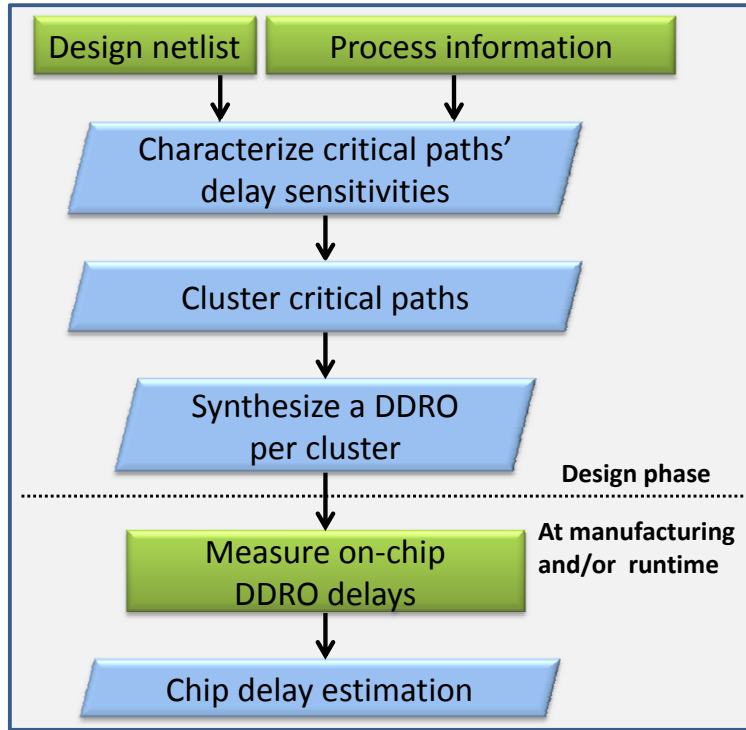 Design netlist
Process information
Characterize critical paths’
delay sensitivities
Cluster critical paths
Synthesize a DDRO
per cluster
Design phase
At manufacturing
and/or runtime
Measure on-chip
DDRO delays
Chip delay estimation